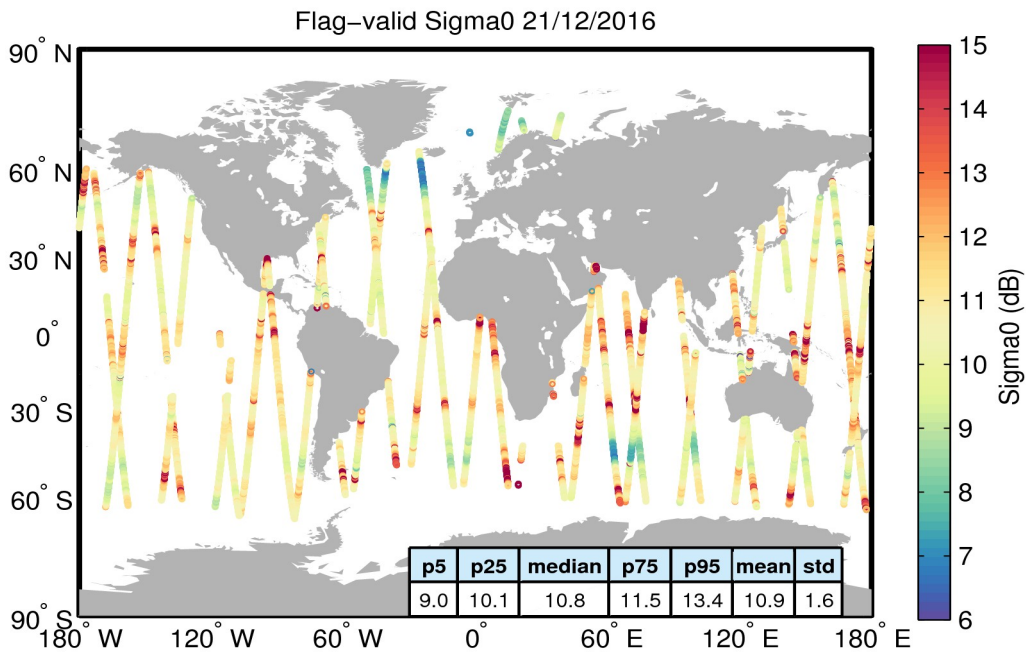 Flag−valid Sigma0 21/12/2016
90° N
60° N
30° N
0°
30° S
60° S
90° S
180° W
120° W
60° W
0°
60° E
120° E
180° E
p5 p25 median p75 p95 mean std
9.0 10.1 10.8 11.5 13.4 10.9 1.6
15
14
13
12
11
10
9
8
7
6
Sigma0 (dB)